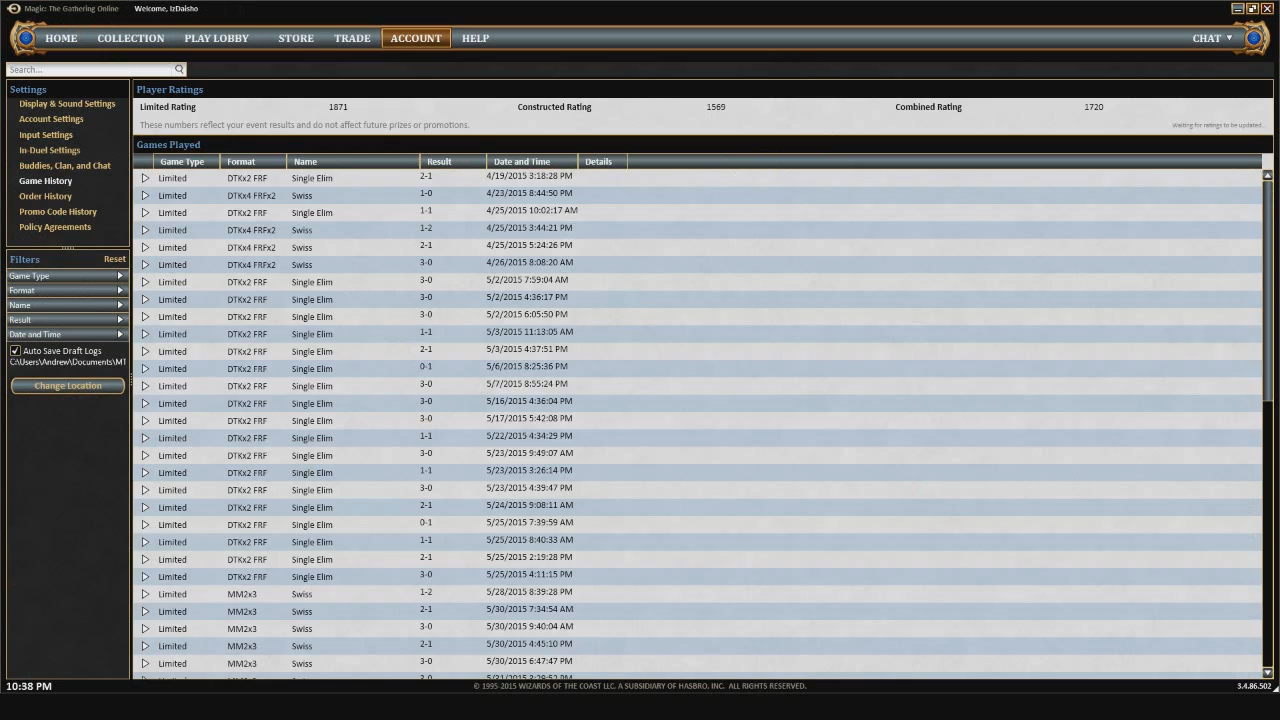 Magic: The Gathering Online Welcome, IzDaisho
HOME COLLECTION PLAY LOBBY STORE TRADE ACCOUNT HELP CHAT
Search...
Settings
Display & Sound Settings
Account Settings
Input Settings
In-Duel Settings
Buddies, Clan, and Chat
Game History
Order History
Promo Code History
Policy Agreements
Filters Reset
Game Type
Format
Name
Result
Date and Time
Auto Save Draft Logs
C:\Users\Andrew\Documents\MT
Change Location
Player Ratings
Limited Rating 1871 Constructed Rating 1569 Combined Rating 1720
These numbers reflect your event results and do not affect future prizes or promotions. Waiting for ratings to be updated...
Games Played
Game Type Format Name Result Date and Time Details
Limited DTKx2 FRF Single Elim 2-1 4/19/2015 3:18:28 PM
Limited DTKx4 FRFx2 Swiss 1-0 4/23/2015 8:44:50 PM
Limited DTKx2 FRF Single Elim 1-1 4/25/2015 10:02:17 AM
Limited DTKx4 FRFx2 Swiss 1-2 4/25/2015 3:44:21 PM
Limited DTKx4 FRFx2 Swiss 2-1 4/25/2015 5:24:26 PM
Limited DTKx4 FRFx2 Swiss 3-0 4/26/2015 8:08:20 AM
Limited DTKx2 FRF Single Elim 3-0 5/2/2015 7:59:04 AM
Limited DTKx2 FRF Single Elim 3-0 5/2/2015 4:36:17 PM
Limited DTKx2 FRF Single Elim 3-0 5/2/2015 6:05:50 PM
Limited DTKx2 FRF Single Elim 1-1 5/3/2015 11:13:05 AM
Limited DTKx2 FRF Single Elim 2-1 5/3/2015 4:37:51 PM
Limited DTKx2 FRF Single Elim 0-1 5/6/2015 8:25:36 PM
Limited DTKx2 FRF Single Elim 3-0 5/7/2015 8:55:24 PM
Limited DTKx2 FRF Single Elim 3-0 5/16/2015 4:36:04 PM
Limited DTKx2 FRF Single Elim 3-0 5/17/2015 5:42:08 PM
Limited DTKx2 FRF Single Elim 1-1 5/22/2015 4:34:29 PM
Limited DTKx2 FRF Single Elim 3-0 5/23/2015 9:49:07 AM
Limited DTKx2 FRF Single Elim 1-1 5/23/2015 3:26:14 PM
Limited DTKx2 FRF Single Elim 3-0 5/23/2015 4:39:47 PM
Limited DTKx2 FRF Single Elim 2-1 5/24/2015 9:08:11 AM
Limited DTKx2 FRF Single Elim 0-1 5/25/2015 7:39:59 AM
Limited DTKx2 FRF Single Elim 1-1 5/25/2015 8:40:33 AM
Limited DTKx2 FRF Single Elim 2-1 5/25/2015 2:19:28 PM
Limited DTKx2 FRF Single Elim 3-0 5/25/2015 4:11:15 PM
Limited MM2x3 Swiss 1-2 5/28/2015 8:39:28 PM
Limited MM2x3 Swiss 2-1 5/30/2015 7:34:54 AM
Limited MM2x3 Swiss 3-0 5/30/2015 9:40:04 AM
Limited MM2x3 Swiss 2-1 5/30/2015 4:45:10 PM
Limited MM2x3 Swiss 3-0 5/30/2015 6:47:47 PM
10:38 PM © 1995-2015 WIZARDS OF THE COAST LLC, A SUBSIDIARY OF HASBRO, INC. ALL RIGHTS RESERVED. 3.4.86.502